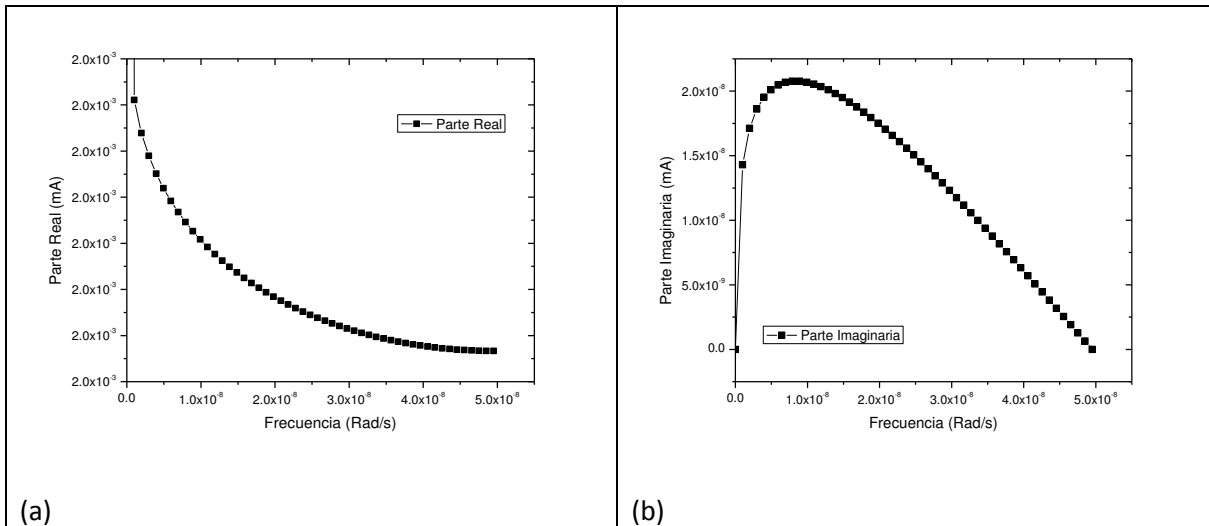 2.0x10⁻³
2.0x10⁻³
2.0x10⁻³
2.0x10⁻³
2.0x10⁻³
2.0x10⁻³
2.0x10⁻³
2.0x10⁻³
Parte Real (mA)
Parte Real
0.0 1.0x10⁻⁸ 2.0x10⁻⁸ 3.0x10⁻⁸ 4.0x10⁻⁸ 5.0x10⁻⁸
Frecuencia (Rad/s)
(a)
2.0x10⁻⁸
1.5x10⁻⁸
1.0x10⁻⁸
5.0x10⁻⁹
0.0
Parte Imaginaria (mA)
Parte Imaginaria
0.0 1.0x10⁻⁸ 2.0x10⁻⁸ 3.0x10⁻⁸ 4.0x10⁻⁸ 5.0x10⁻⁸
Frecuencia (Rad/s)
(b)